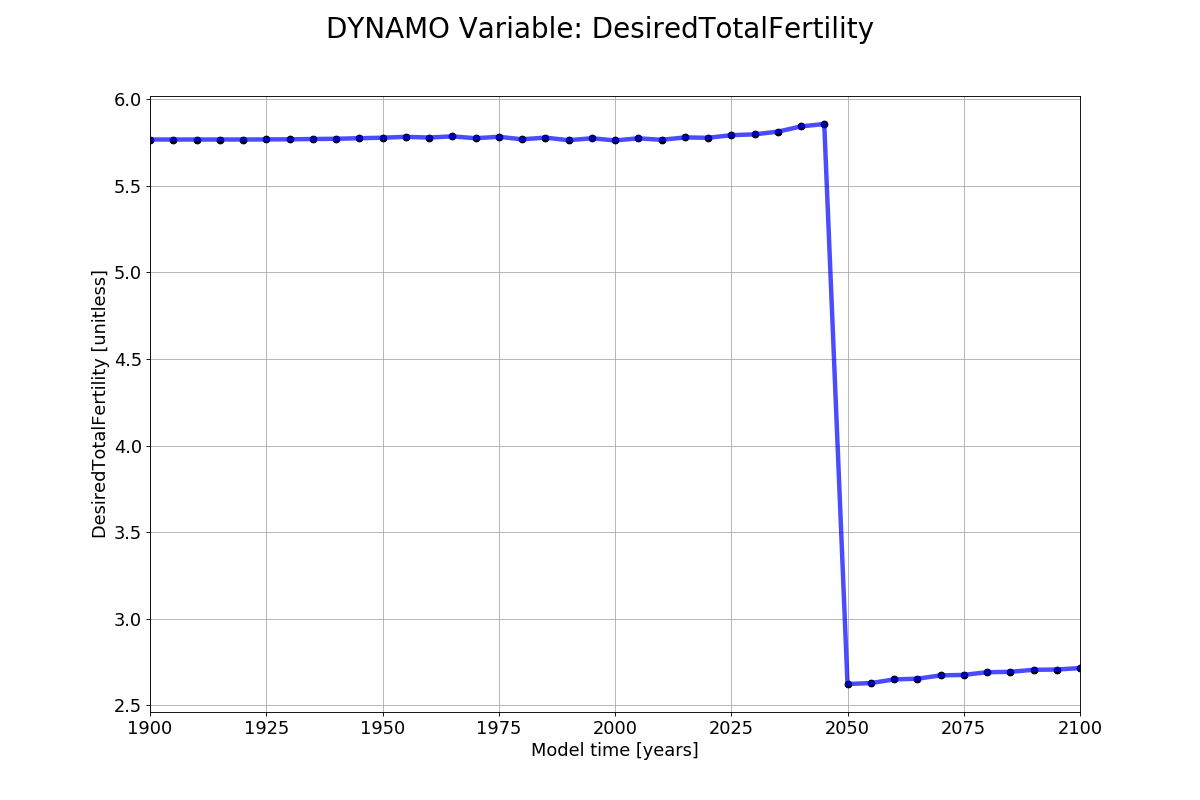 DYNAMO Variable: DesiredTotalFertility
DesiredTotalFertility [unitless]
6.0
5.5
5.0
4.5
4.0
3.5
3.0
2.5
1900 1925 1950 1975 2000 2025 2050 2075 2100
Model time [years]